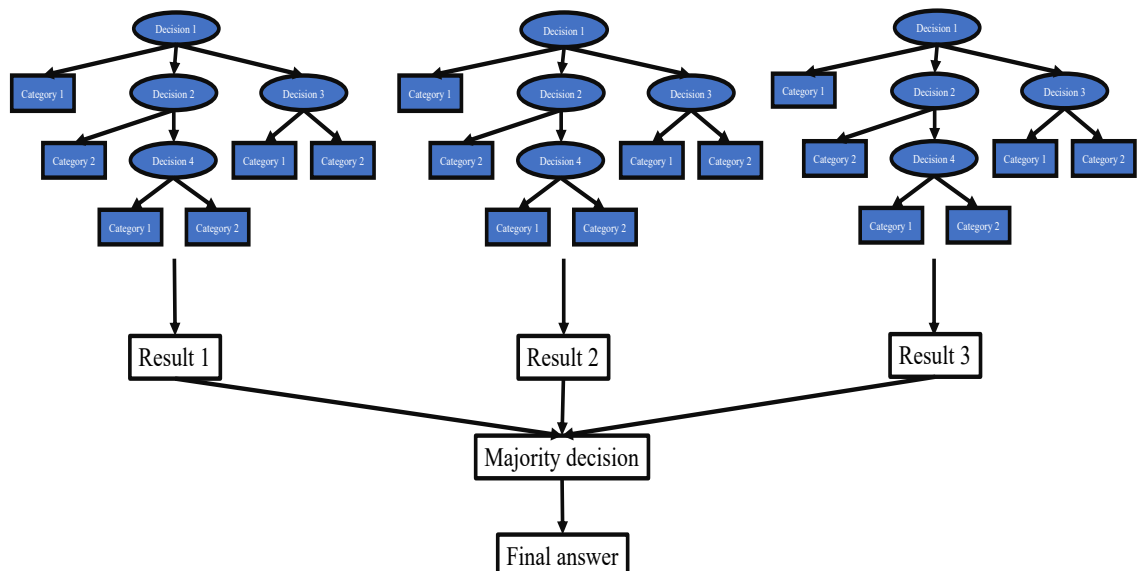 Decision 1
Decision 1
Decision 1
Category 1
Decision 2
Decision 3
Category 1
Decision 2
Decision 3
Category 1
Decision 2
Decision 3
Category 2
Decision 4
Category 1
Category 2
Category 2
Decision 4
Category 1
Category 2
Category 2
Decision 4
Category 1
Category 2
Category 1
Category 2
Category 1
Category 2
Category 1
Category 2
Result 1
Result 2
Result 3
Majority decision
Final answer